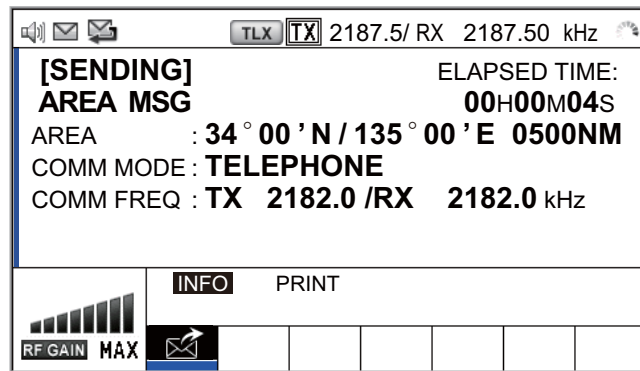 TLX TX 2187.5/ RX 2187.50 kHz
[SENDING] ELAPSED TIME:
AREA MSG 00H00M04S
AREA : 34°00’N / 135°00’E 0500NM
COMM MODE : TELEPHONE
COMM FREQ : TX 2182.0 /RX 2182.0 kHz
INFO PRINT
RF GAIN MAX